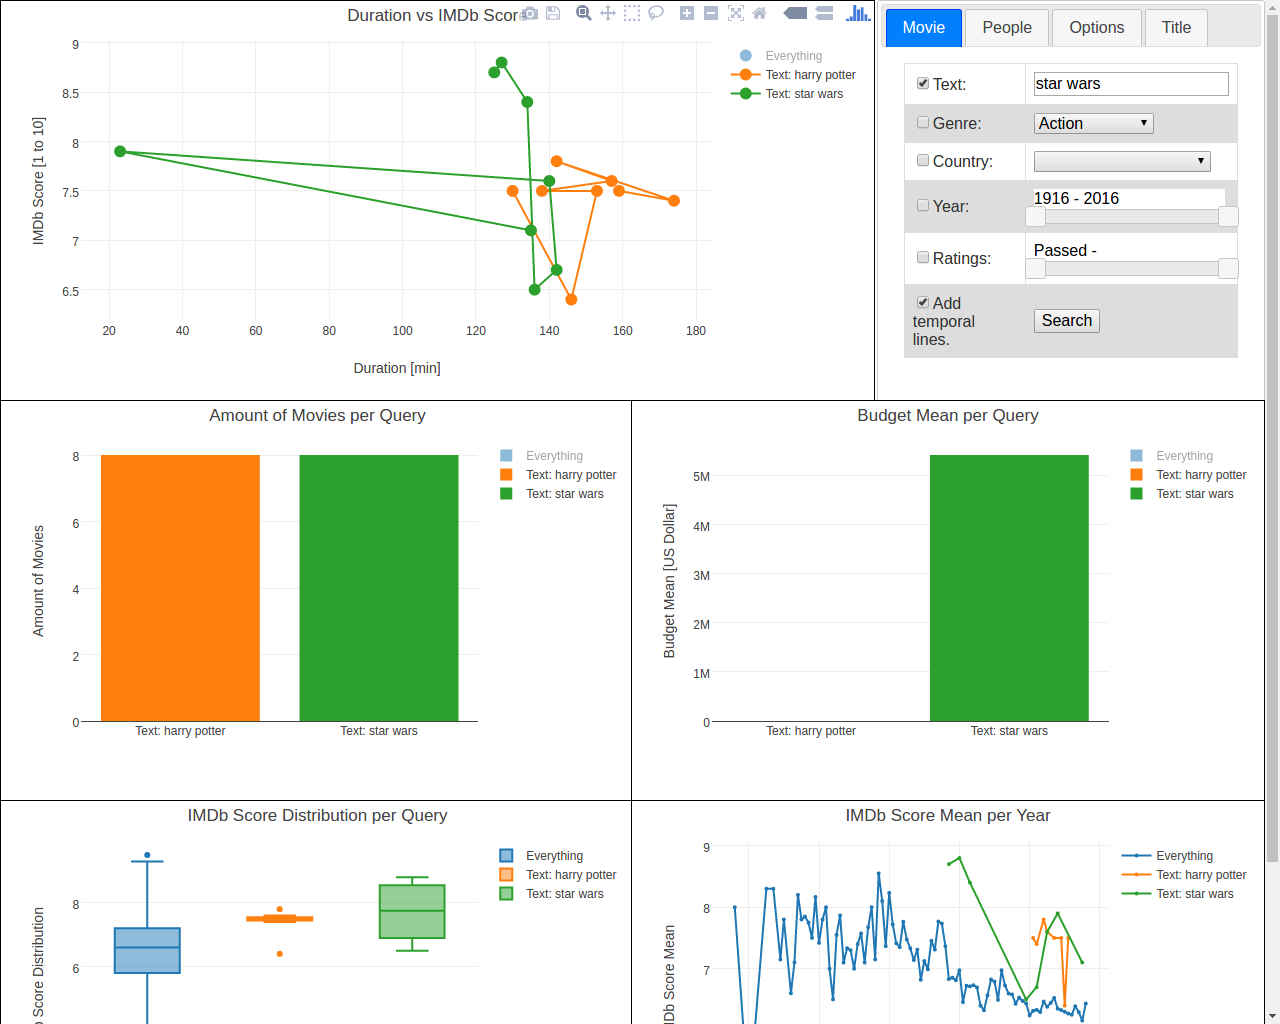 Duration vs IMDb Score
9
8.5
8
7.5
7
6.5
IMDb Score [1 to 10]
20 40 60 80 100 120 140 160 180
Duration [min]
Everything
Text: harry potter
Text: star wars
Movie People Options Title
Text: star wars
Genre: Action
Country:
Year: 1916 - 2016
Ratings: Passed -
Add temporal lines. Search
Amount of Movies per Query
8
6
4
2
0
Amount of Movies
Text: harry potter Text: star wars
Everything
Text: harry potter
Text: star wars
Budget Mean per Query
5M
4M
3M
2M
1M
0
Budget Mean [US Dollar]
Text: harry potter Text: star wars
Everything
Text: harry potter
Text: star wars
IMDb Score Distribution per Query
8
6
Score Distribution
Everything
Text: harry potter
Text: star wars
IMDb Score Mean per Year
9
8
7
IMDb Score Mean
Everything
Text: harry potter
Text: star wars